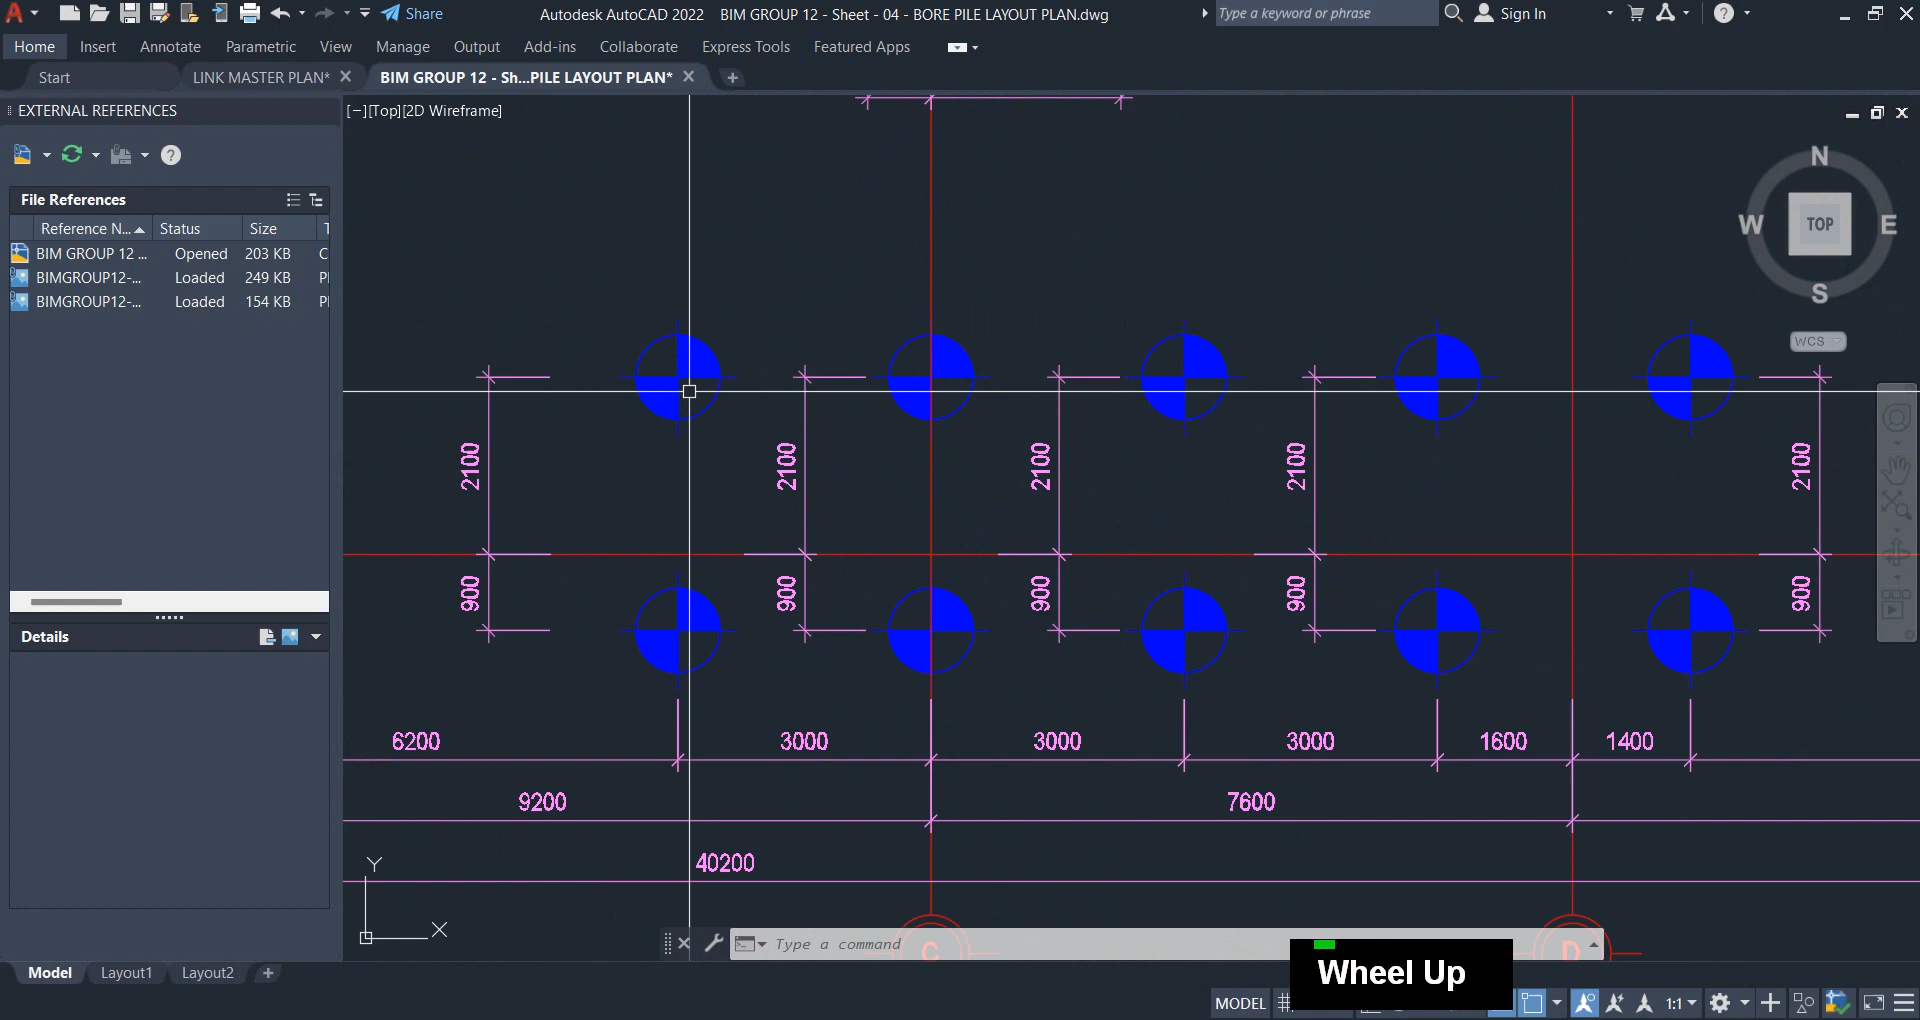 Share
Autodesk AutoCAD 2022 BIM GROUP 12 - Sheet - 04 - BORE PILE LAYOUT PLAN.dwg
Type a keyword or phrase
Sign In
Home Insert Annotate Parametric View Manage Output Add-ins Collaborate Express Tools Featured Apps
Start LINK MASTER PLAN* BIM GROUP 12 - Sh...PILE LAYOUT PLAN*
EXTERNAL REFERENCES
[−][Top][2D Wireframe]
File References
Reference N... Status Size
BIM GROUP 12 ... Opened 203 KB
BIMGROUP12-... Loaded 249 KB
BIMGROUP12-... Loaded 154 KB
N
W TOP E
S
WCS
2100 2100 2100 2100 2100
900 900 900 900 900
Details
6200 3000 3000 3000 1600 1400
9200 7600
40200
Y
X
Type a command
C D
Wheel Up
Model Layout1 Layout2
MODEL 1:1